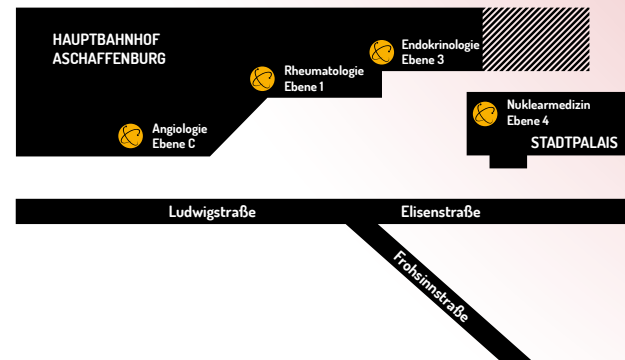 HAUPTBAHNHOF
ASCHAFFENBURG
Endokrinologie
Ebene 3
Rheumatologie
Ebene 1
Angiologie
Ebene C
Nuklearmedizin
Ebene 4
STADTPALAIS
Ludwigstraße
Elisenstraße
Frohsinnstraße